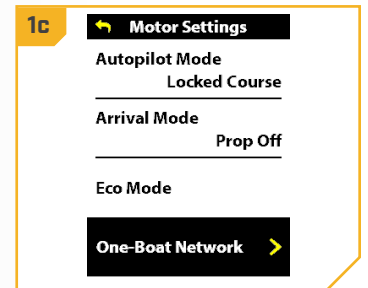 1c
Motor Settings
Autopilot Mode
Locked Course
Arrival Mode
Prop Off
Eco Mode
One-Boat Network